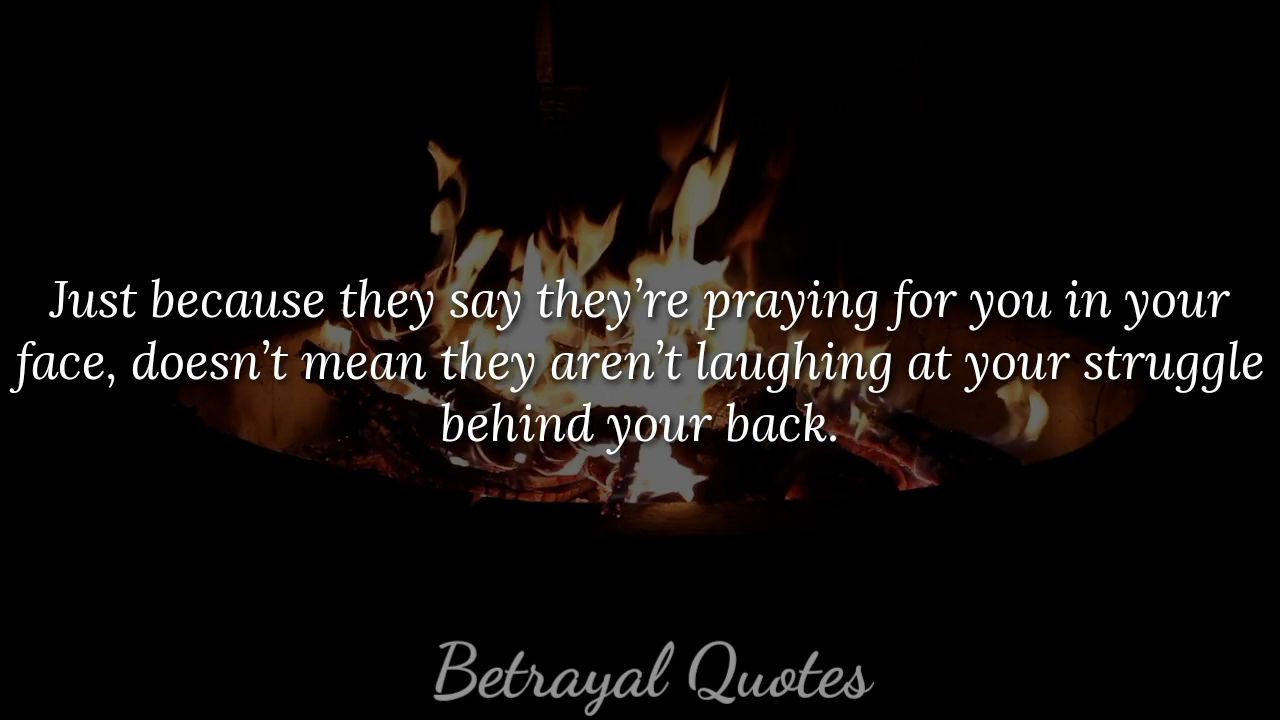 Just because they say they’re praying for you in your
face, doesn’t mean they aren’t laughing at your struggle
behind your back.
Betrayal Quotes